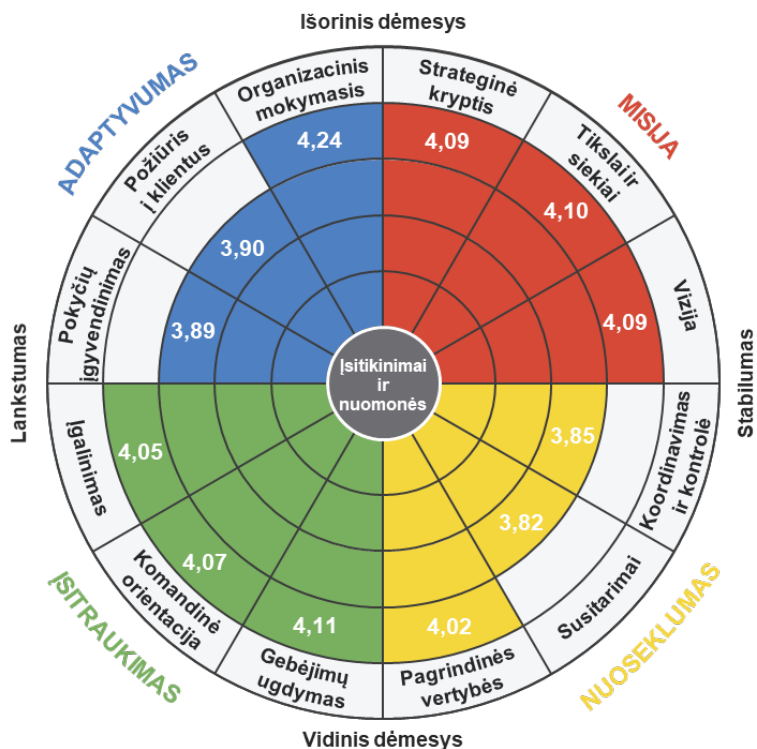 Išorinis dėmesys
ADAPTYVUMAS
MISIJA
Organizacinis
mokymasis
4,24
Strateginė
kryptis
4,09
Tikslai ir
siekiai
4,10
Vizija
4,09
Požiūris
į klientus
3,90
Pokyčių
įgyvendinimas
3,89
Lankstumas
Stabilumas
Įsitikinimai
ir
nuomonės
Įgalinimas
4,05
Komandinė
orientacija
4,07
Gebėjimų
ugdymas
4,11
Pagrindinės
vertybės
4,02
Susitarimai
3,82
Koordinavimas
ir kontrolė
3,85
ĮSITRAUKIMAS
NUOSEKLUMAS
Vidinis dėmesys